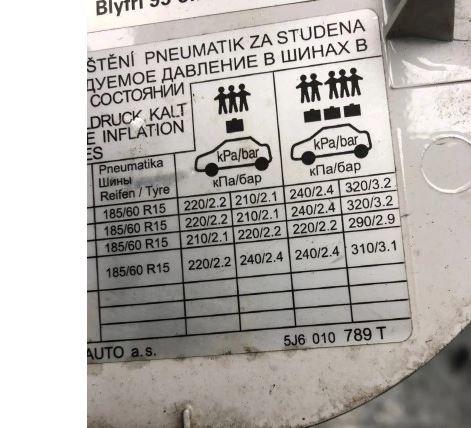 Blyfri 95
ŠTĚNÍ PNEUMATIK ZA STUDENA
ДУЕМОЕ ДАВЛЕНИЕ В ШИНАХ В
СОСТОЯНИИ
DRUCK, KALT
E INFLATION
ES
kPa/bar kPa/bar
кПа/бар кПа/бар
Pneumatika
Шины
Reifen / Tyre
185/60 R15 220/2.2 210/2.1 240/2.4 320/3.2
185/60 R15 220/2.2 210/2.1 240/2.4 320/3.2
185/60 R15 210/2.1 220/2.2 220/2.2 290/2.9
185/60 R15 220/2.2 240/2.4 240/2.4 310/3.1
AUTO a.s. 5J6 010 789 T